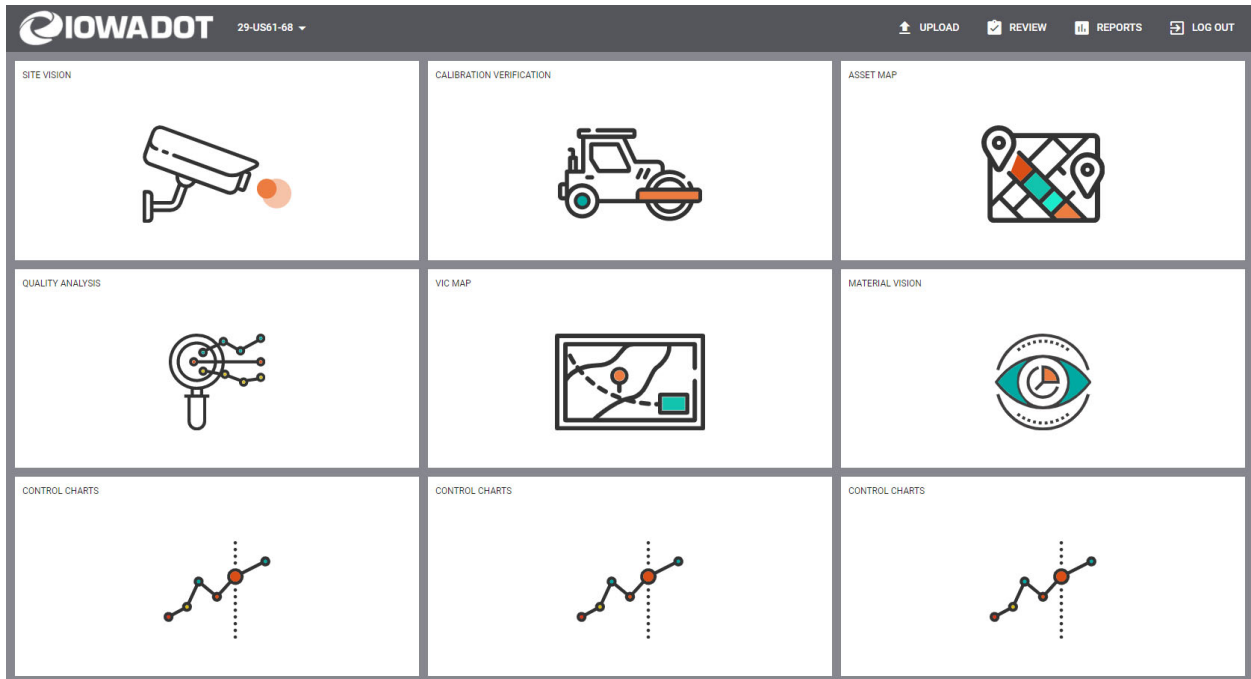 IOWADOT 29-US61-68 UPLOAD REVIEW REPORTS LOG OUT
SITE VISION CALIBRATION VERIFICATION ASSET MAP
QUALITY ANALYSIS VIC MAP MATERIAL VISION
CONTROL CHARTS CONTROL CHARTS CONTROL CHARTS